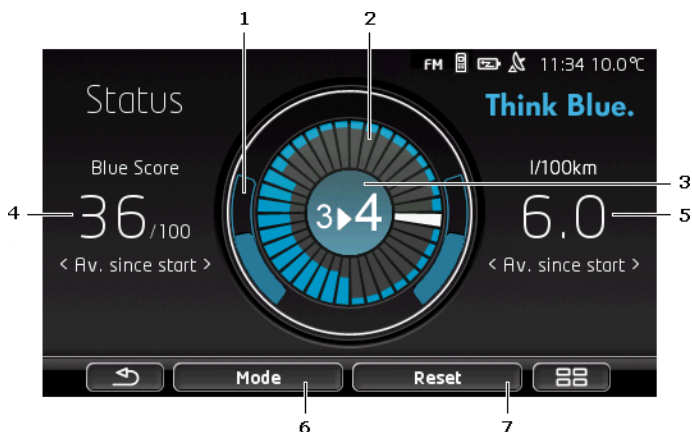 1
2
FM 11:34 10.0°C
Status
Think Blue.
Blue Score
l/100km
3
4
36/100
3▸4
6.0
5
< Av. since start >
< Av. since start >
Mode
Reset
6
7